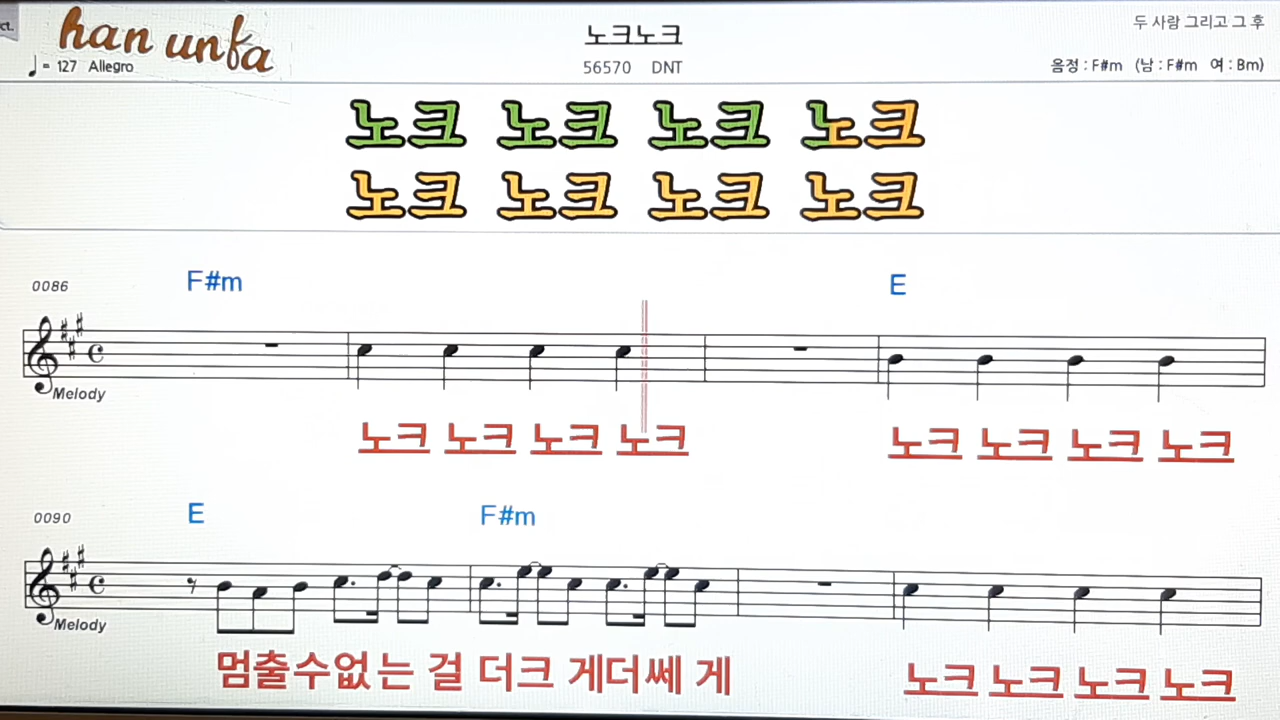 ct.
han unfa
노크노크
두 사람 그리고 그 후
♩= 127 Allegro
56570 DNT
음정 : F#m (남 : F#m 여 : Bm)
노크 노크 노크 노크
노크 노크 노크 노크
0086 F#m E
Melody
노크 노크 노크 노크 노크 노크 노크 노크
0090 E F#m
Melody
멈출수없는 걸 더크 게더쎄 게 노크 노크 노크 노크